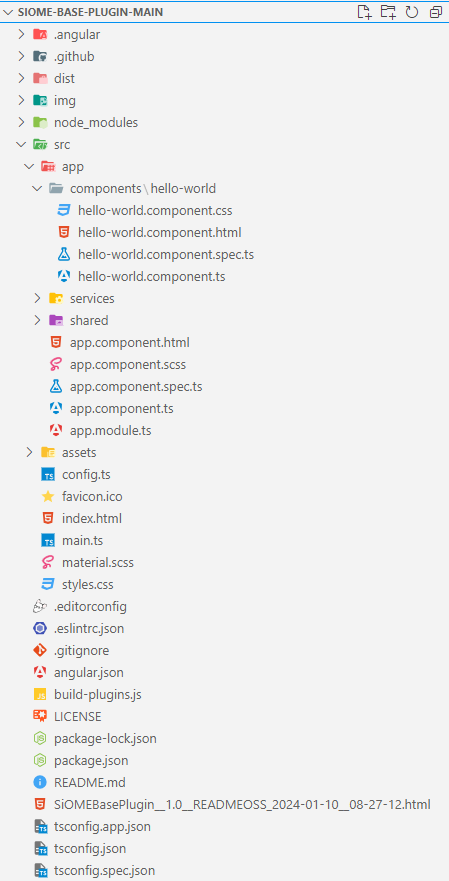 SIOME-BASE-PLUGIN-MAIN
.angular
.github
dist
img
node_modules
src
app
components\hello-world
hello-world.component.css
hello-world.component.html
hello-world.component.spec.ts
hello-world.component.ts
services
shared
app.component.html
app.component.scss
app.component.spec.ts
app.component.ts
app.module.ts
assets
config.ts
favicon.ico
index.html
main.ts
material.scss
styles.css
.editorconfig
.eslintrc.json
.gitignore
angular.json
build-plugins.js
LICENSE
package-lock.json
package.json
README.md
SiOMEBasePlugin__1.0__READMEOSS_2024-01-10__08-27-12.html
tsconfig.app.json
tsconfig.json
tsconfig.spec.json